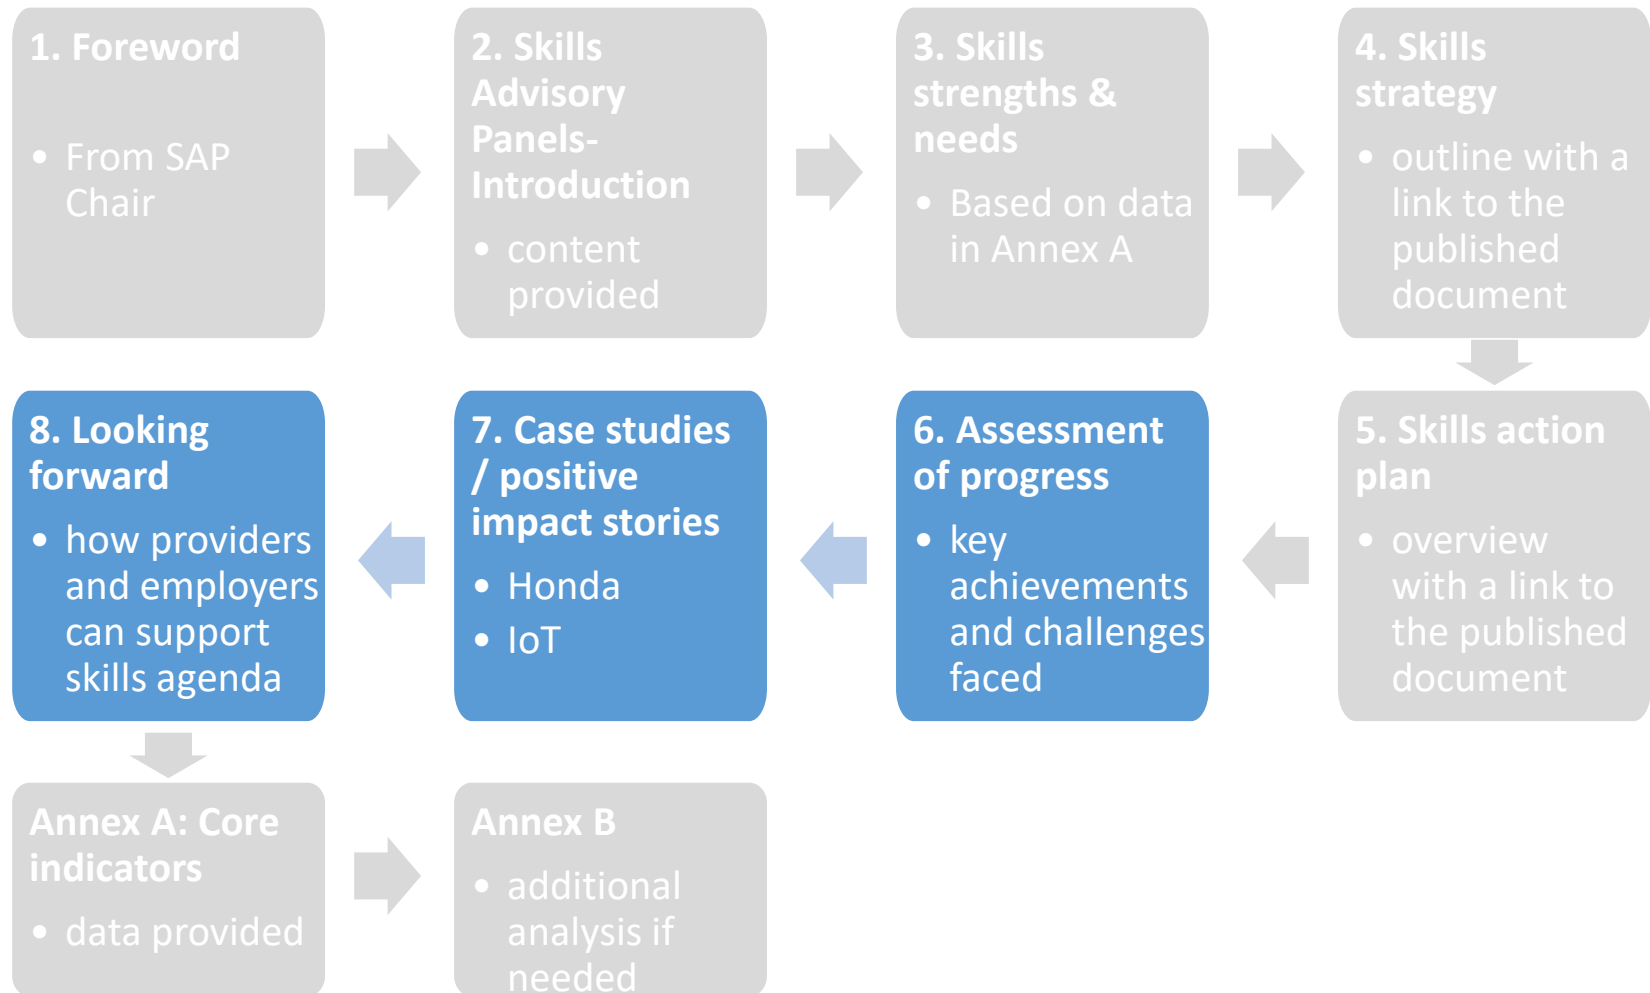 1. Foreword
• From SAP
Chair
2. Skills
Advisory
Panels-
Introduction
• content
provided
3. Skills
strengths &
needs
• Based on data
in Annex A
4. Skills
strategy
• outline with a
link to the
published
document
5. Skills action
plan
• overview
with a link to
the published
document
6. Assessment
of progress
• key
achievements
and challenges
faced
7. Case studies
/ positive
impact stories
• Honda
• IoT
8. Looking
forward
• how providers
and employers
can support
skills agenda
Annex A: Core
indicators
• data provided
Annex B
• additional
analysis if
needed